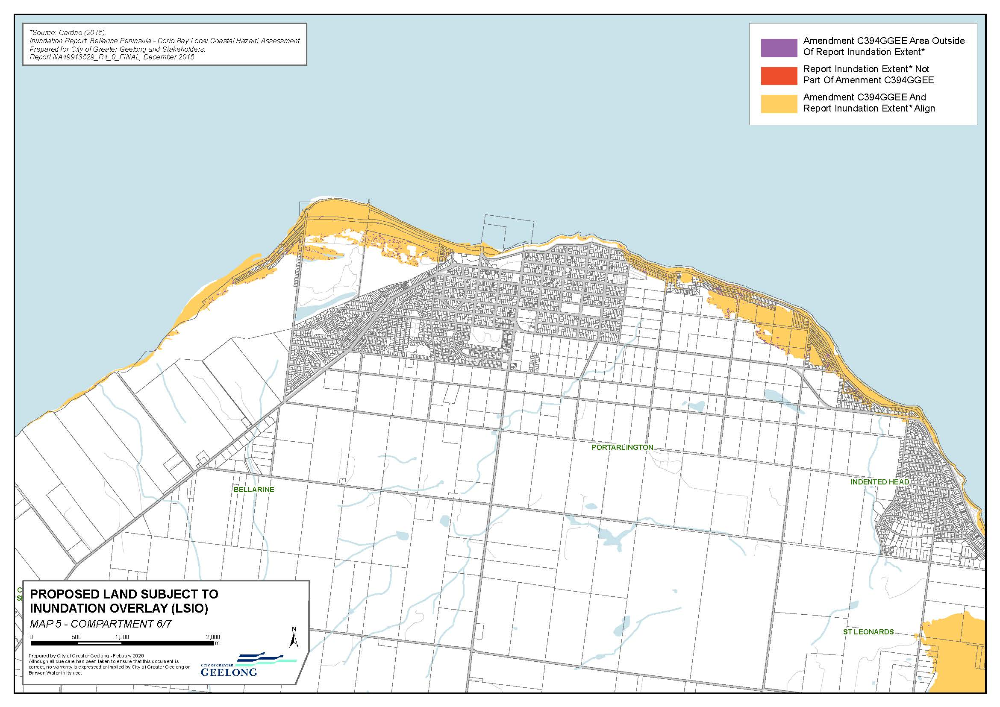 *Source: Cardno (2015).
Inundation Report. Bellarine Peninsula - Corio Bay Local Coastal Hazard Assessment.
Prepared for City of Greater Geelong and Stakeholders.
Report NA49913529_R4_0_FINAL, December 2015
Amendment C394GGEE Area Outside
Of Report Inundation Extent*
Report Inundation Extent* Not
Part Of Amenment C394GGEE
Amendment C394GGEE And
Report Inundation Extent* Align
PORTARLINGTON
INDENTED HEAD
BELLARINE
ST LEONARDS
PROPOSED LAND SUBJECT TO
INUNDATION OVERLAY (LSIO)
MAP 5 - COMPARTMENT 6/7
0 500 1,000 2,000
m
N
Prepared by City of Greater Geelong - Febuary 2020
Although all due care has been taken to ensure that this document is
correct, no warranty is expressed or implied by City of Greater Geelong or
Barwon Water in its use.
CITY OF GREATER
GEELONG